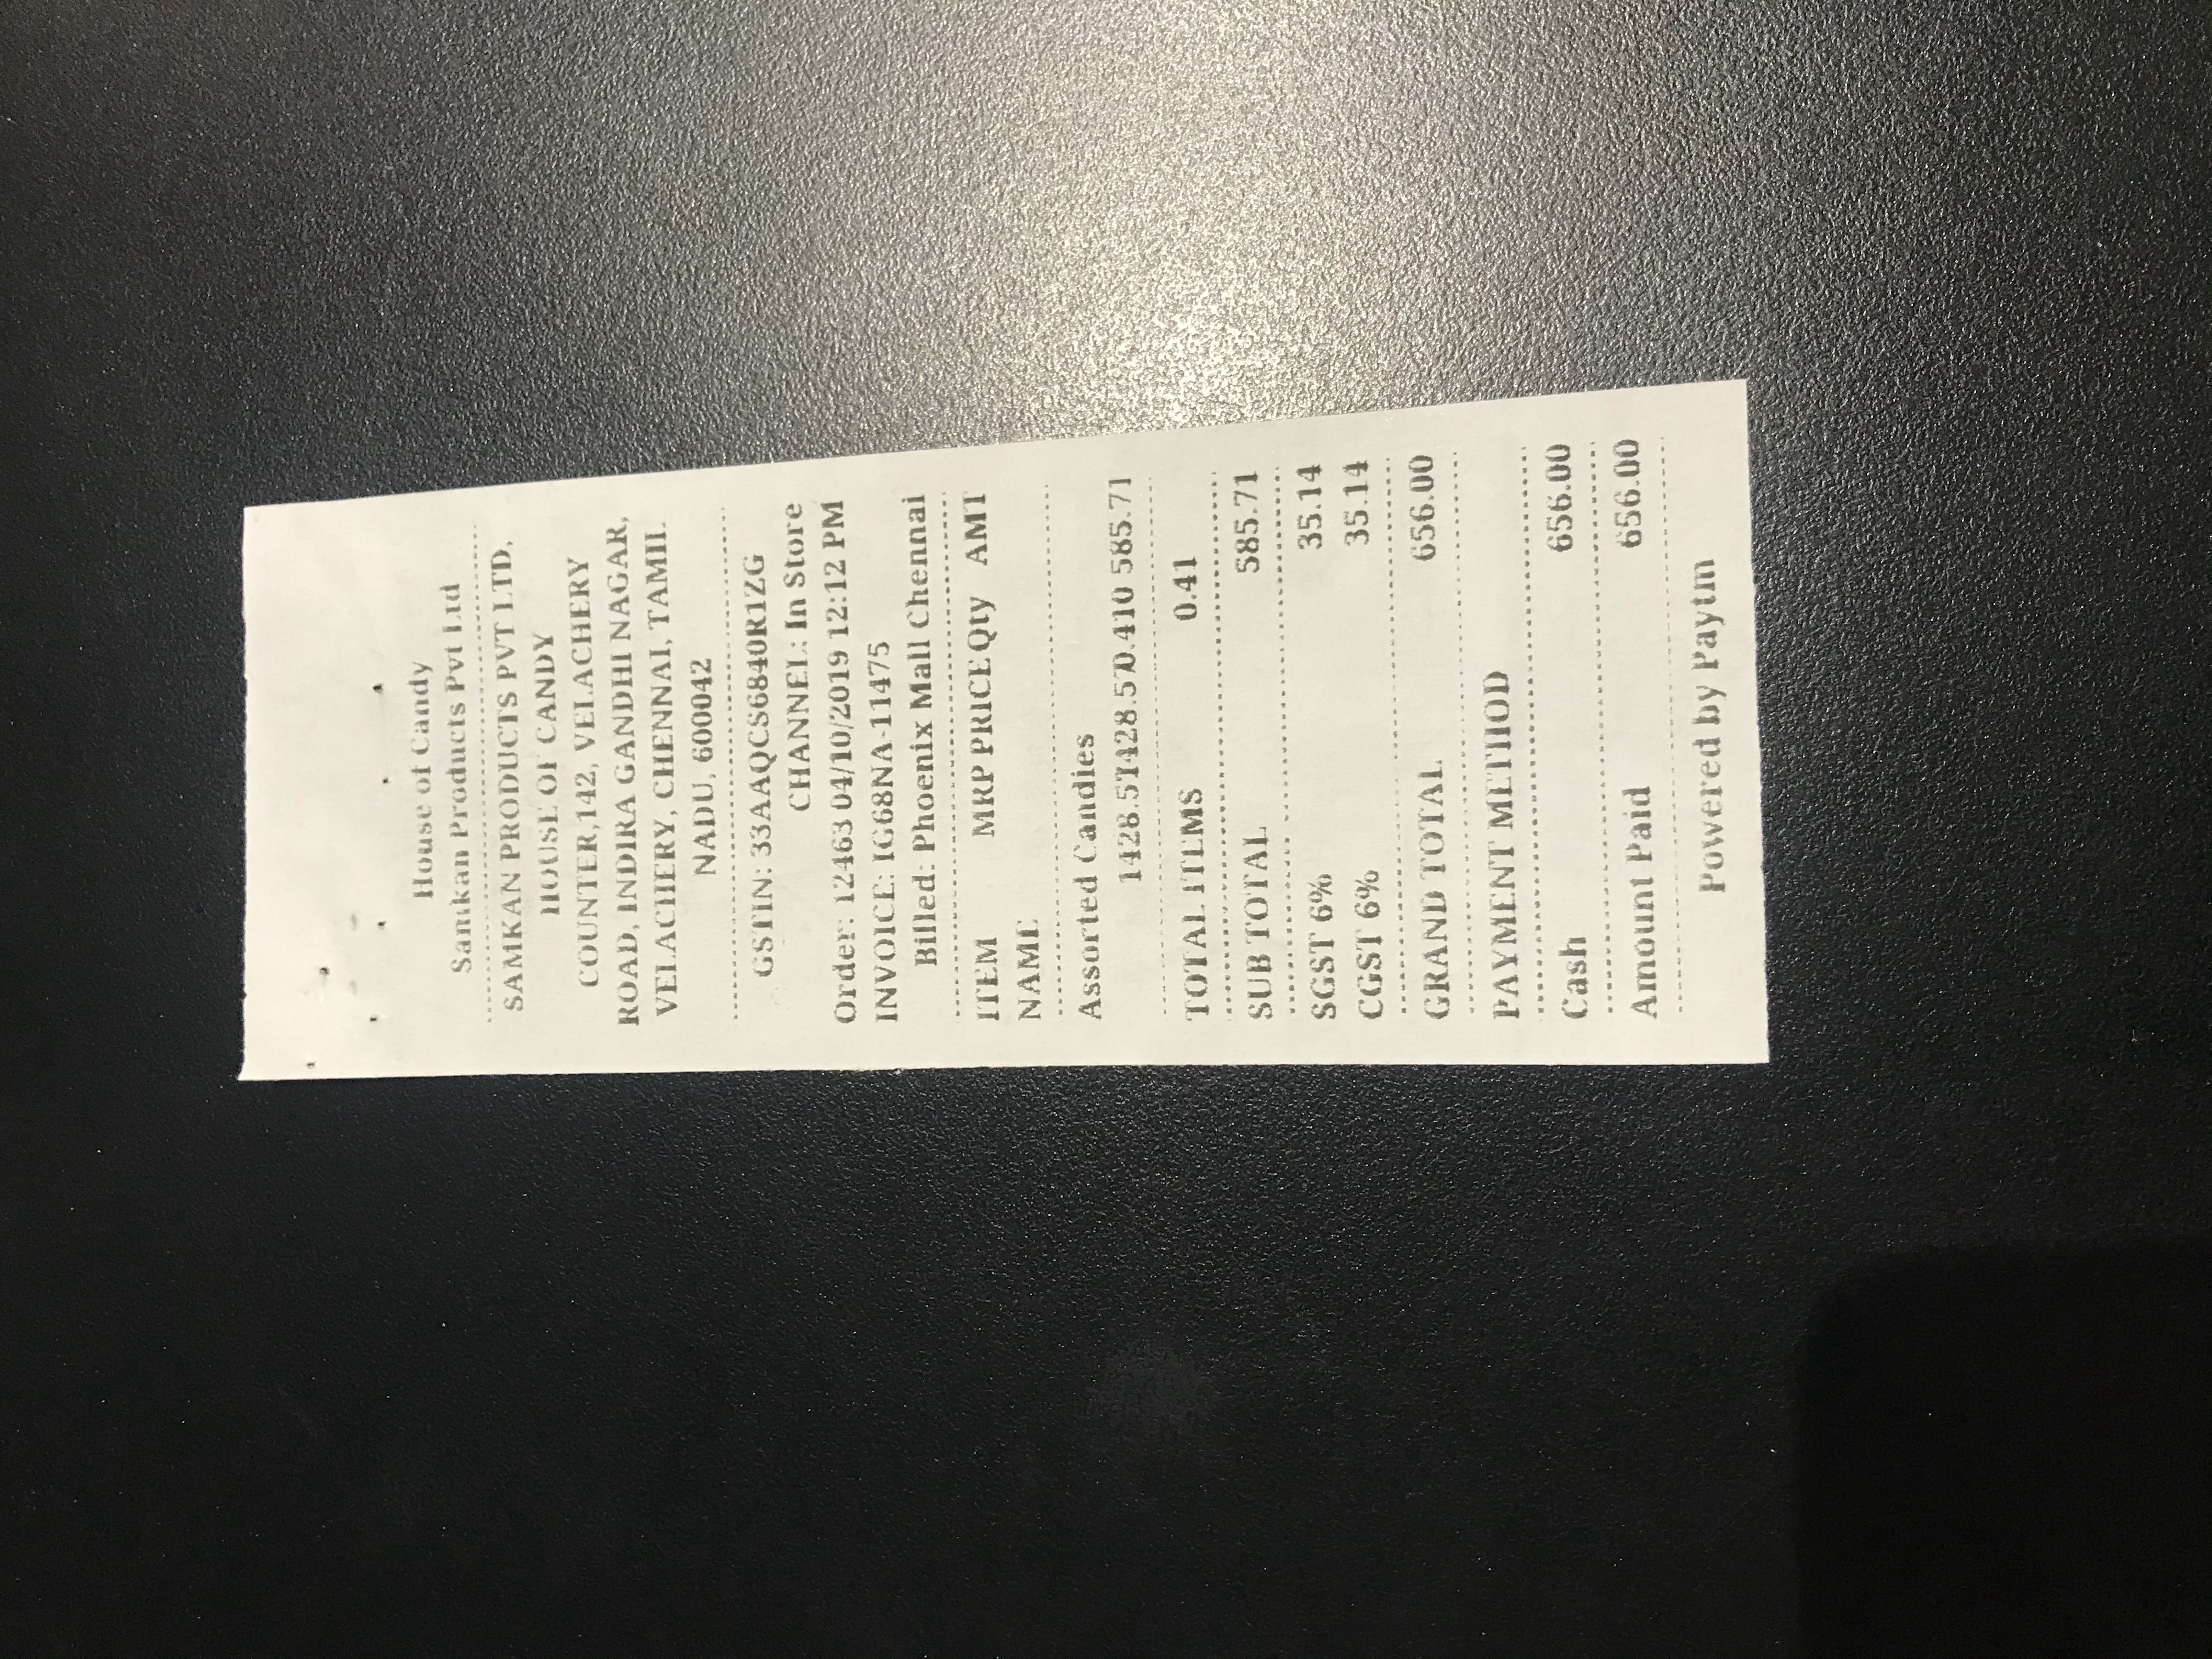 House of Candy
Samkan Products Pvt Ltd
SAMKAN PRODUCTS PVT LTD,
HOUSE OF CANDY
COUNTER,142, VELACHERY
ROAD, INDIRA GANDHI NAGAR,
VELACHERY, CHENNAI, TAMIL
NADU, 600042
GSTIN: 33AAQCS6840R1ZG
CHANNEL: In Store
Order: 12463 04/10/2019 12:12 PM
INVOICE: IG68NA-11475
Billed: Phoenix Mall Chennai
ITEM MRP PRICE Qty AMT
NAME
Assorted Candies
1428.57 1428.57 0.410 585.71
TOTAL ITEMS 0.41
SUB TOTAL 585.71
SGST 6% 35.14
CGST 6% 35.14
GRAND TOTAL 656.00
PAYMENT METHOD
Cash 656.00
Amount Paid 656.00
Powered by Paytm